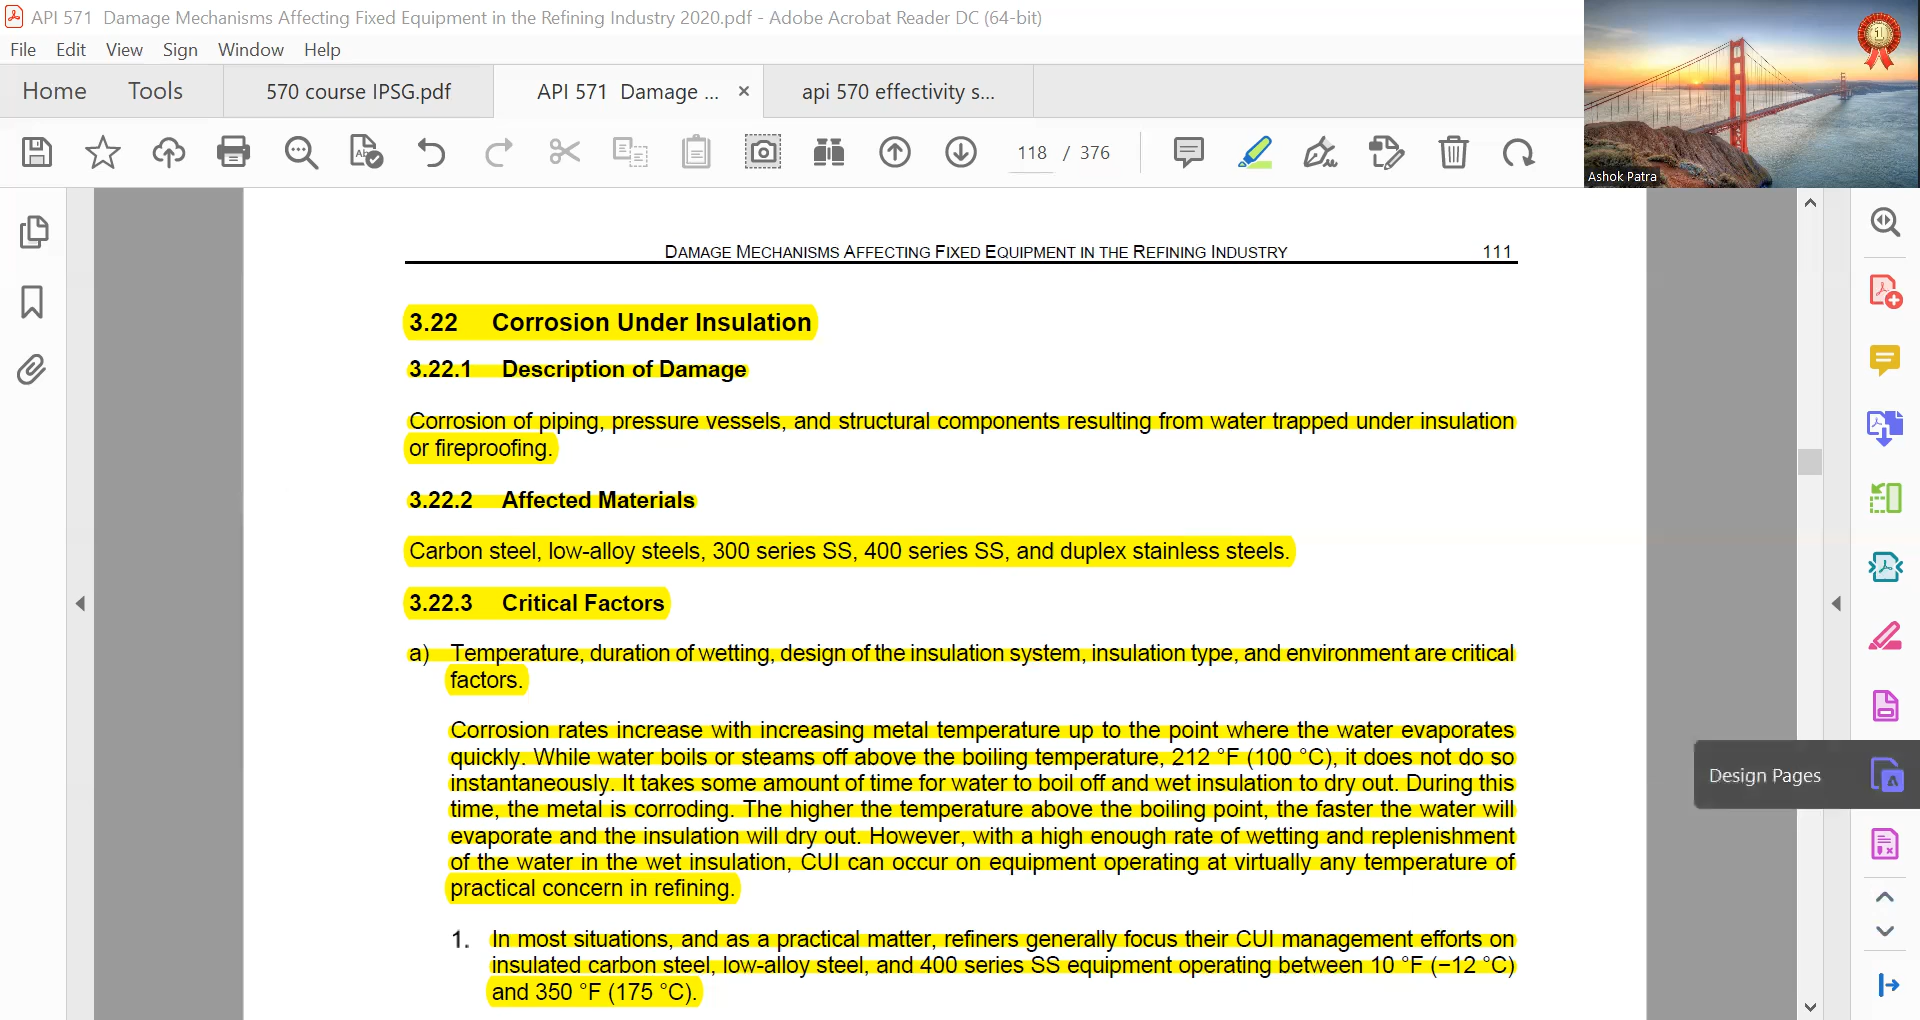 API 571 Damage Mechanisms Affecting Fixed Equipment in the Refining Industry 2020.pdf - Adobe Acrobat Reader DC (64-bit)
File Edit View Sign Window Help
Home Tools 570 course IPSG.pdf API 571 Damage ... × api 570 effectivity s...
118 / 376
1
Ashok Patra
DAMAGE MECHANISMS AFFECTING FIXED EQUIPMENT IN THE REFINING INDUSTRY 111
3.22 Corrosion Under Insulation
3.22.1 Description of Damage
Corrosion of piping, pressure vessels, and structural components resulting from water trapped under insulation
or fireproofing.
3.22.2 Affected Materials
Carbon steel, low-alloy steels, 300 series SS, 400 series SS, and duplex stainless steels.
3.22.3 Critical Factors
a) Temperature, duration of wetting, design of the insulation system, insulation type, and environment are critical
factors.
Corrosion rates increase with increasing metal temperature up to the point where the water evaporates
quickly. While water boils or steams off above the boiling temperature, 212 °F (100 °C), it does not do so
instantaneously. It takes some amount of time for water to boil off and wet insulation to dry out. During this
time, the metal is corroding. The higher the temperature above the boiling point, the faster the water will
evaporate and the insulation will dry out. However, with a high enough rate of wetting and replenishment
of the water in the wet insulation, CUI can occur on equipment operating at virtually any temperature of
practical concern in refining.
1. In most situations, and as a practical matter, refiners generally focus their CUI management efforts on
insulated carbon steel, low-alloy steel, and 400 series SS equipment operating between 10 °F (−12 °C)
and 350 °F (175 °C).
Design Pages